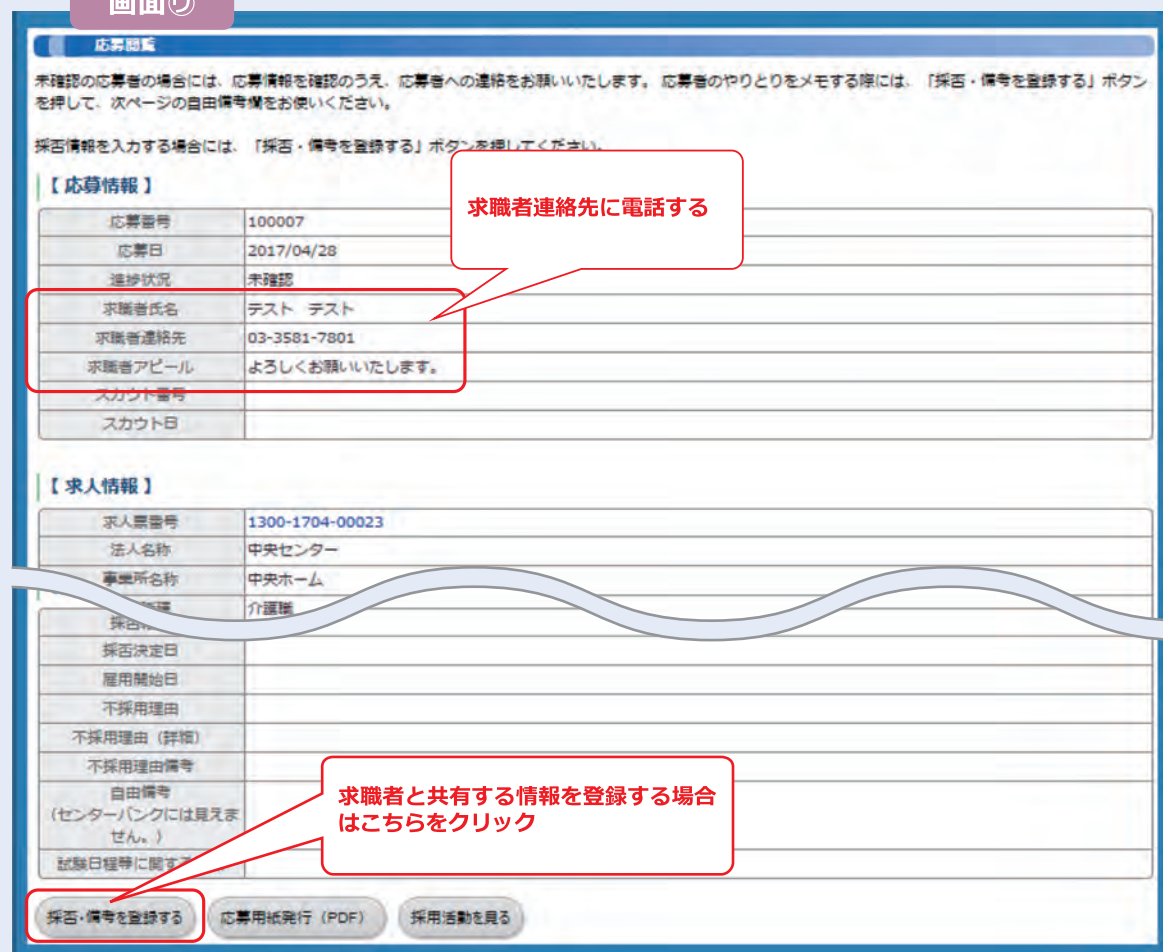 画面り
応募閲覧
未確認の応募者の場合には、応募情報を確認のうえ、応募者への連絡をお願いいたします。 応募者のやりとりをメモする際には、「採否・備考を登録する」ボタン
を押して、次ページの自由備考欄をお使いください。
採否情報を入力する場合には、「採否・備考を登録する」ボタンを押してください。
【 応募情報 】
求職者連絡先に電話する
応募番号 100007
応募日 2017/04/28
進捗状況 未確認
求職者氏名 テスト テスト
求職者連絡先 03-3581-7801
求職者アピール よろしくお願いいたします。
スカウト番号
スカウト日
【 求人情報 】
求人票番号 1300-1704-00023
法人名称 中央センター
事業所名称 中央ホーム
介護職
採否
採否決定日
雇用開始日
不採用理由
不採用理由（詳細）
不採用理由備考
自由備考
（センターバンクには見えま
せん。）
試験日程等に関する
求職者と共有する情報を登録する場合
はこちらをクリック
採否・備考を登録する 応募用紙発行（PDF） 採用活動を見る